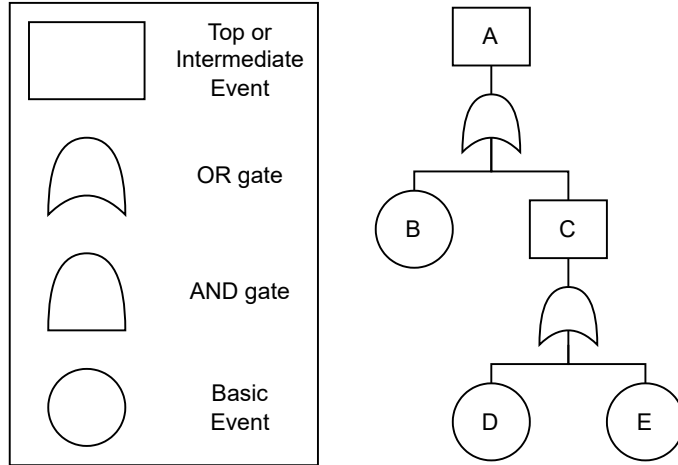 Top or
Intermediate
Event
OR gate
AND gate
Basic
Event
A
B
C
D
E